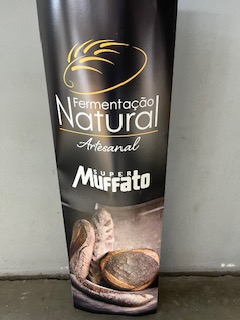 Fermentação
Natural
Artesanal
SUPER
Muffato